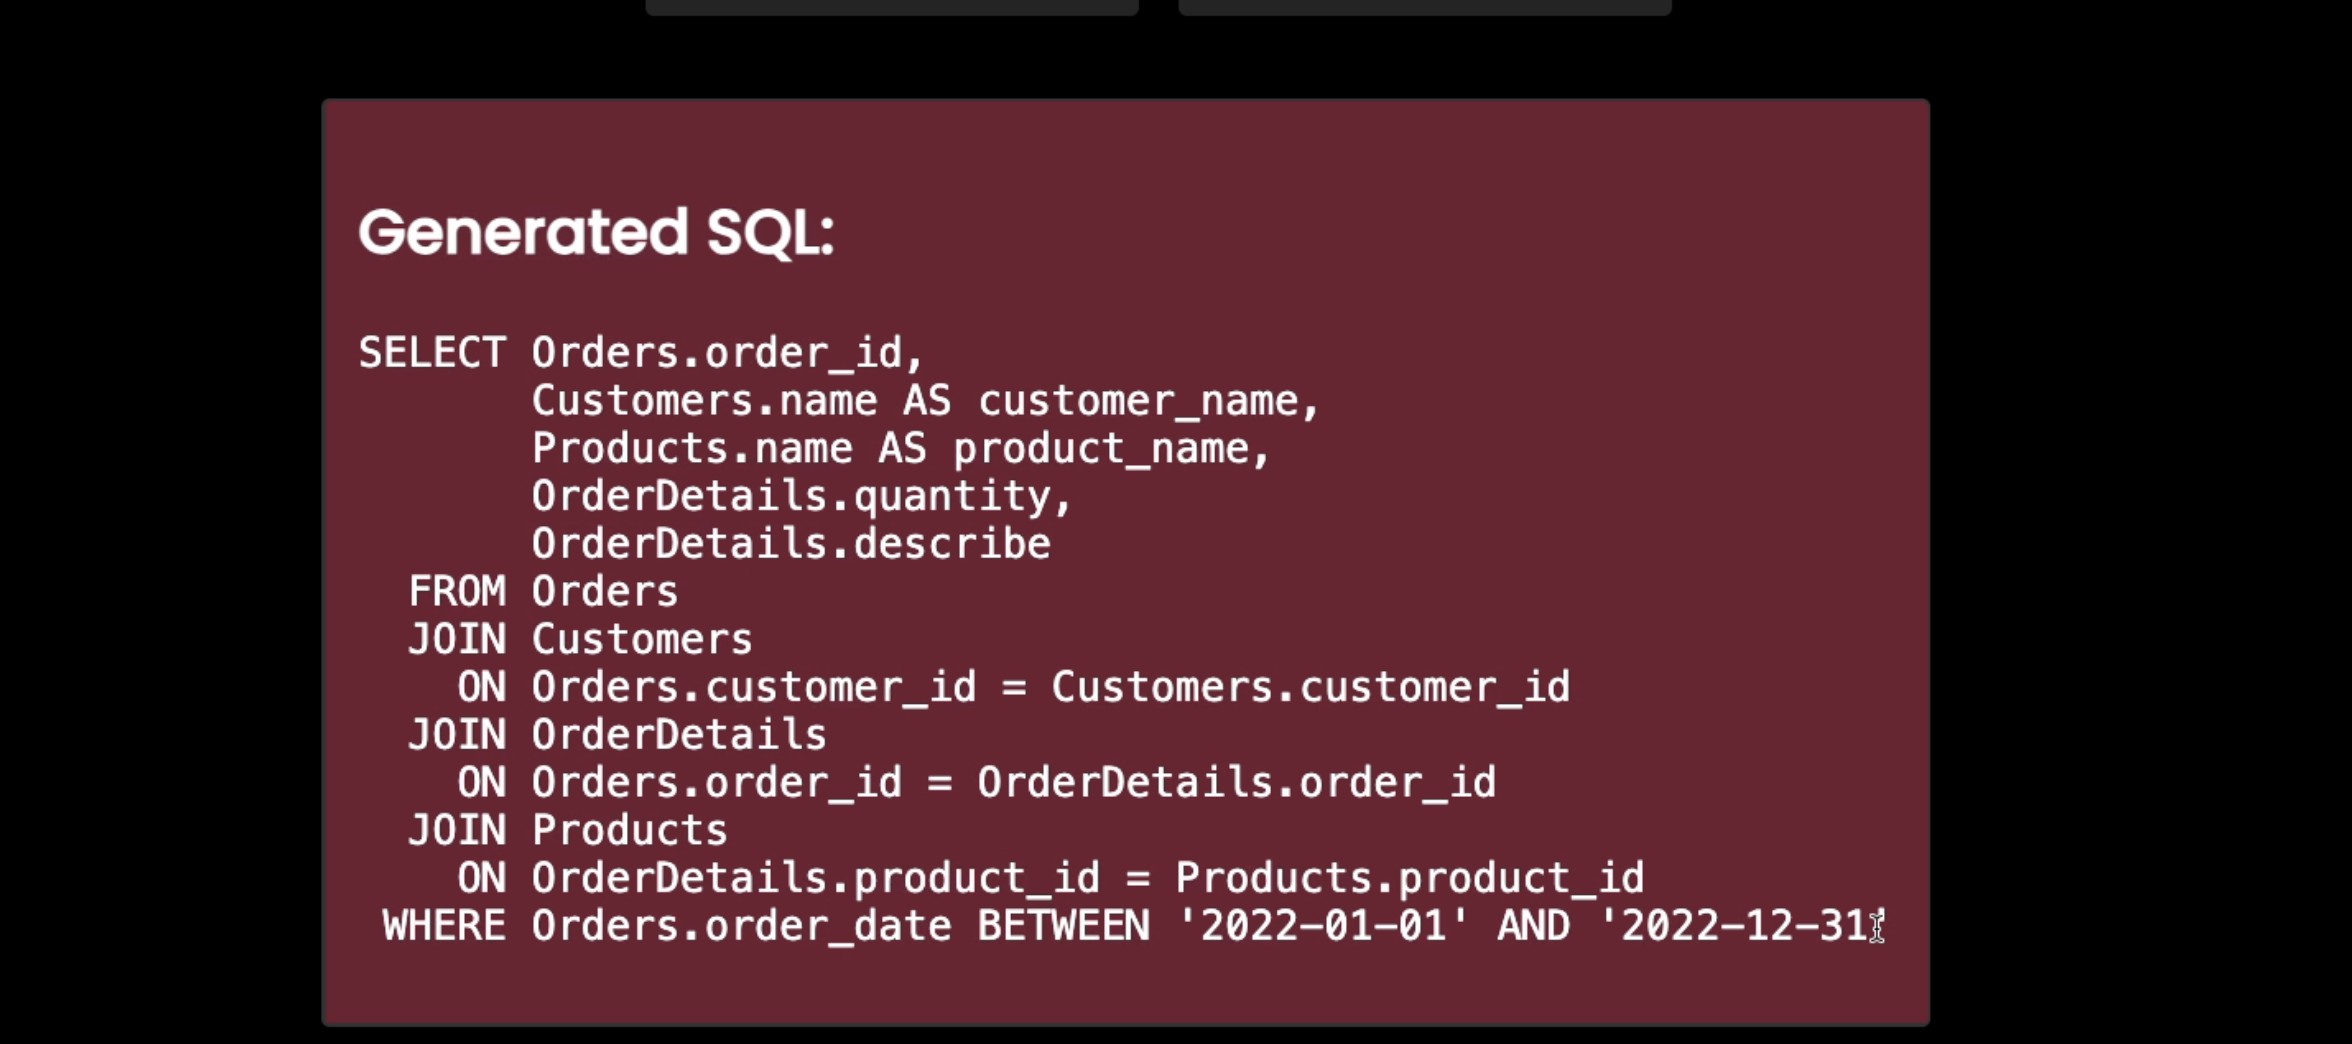 Generated SQL:
SELECT Orders.order_id,
       Customers.name AS customer_name,
       Products.name AS product_name,
       OrderDetails.quantity,
       OrderDetails.describe
  FROM Orders
  JOIN Customers
    ON Orders.customer_id = Customers.customer_id
  JOIN OrderDetails
    ON Orders.order_id = OrderDetails.order_id
  JOIN Products
    ON OrderDetails.product_id = Products.product_id
 WHERE Orders.order_date BETWEEN '2022-01-01' AND '2022-12-31'